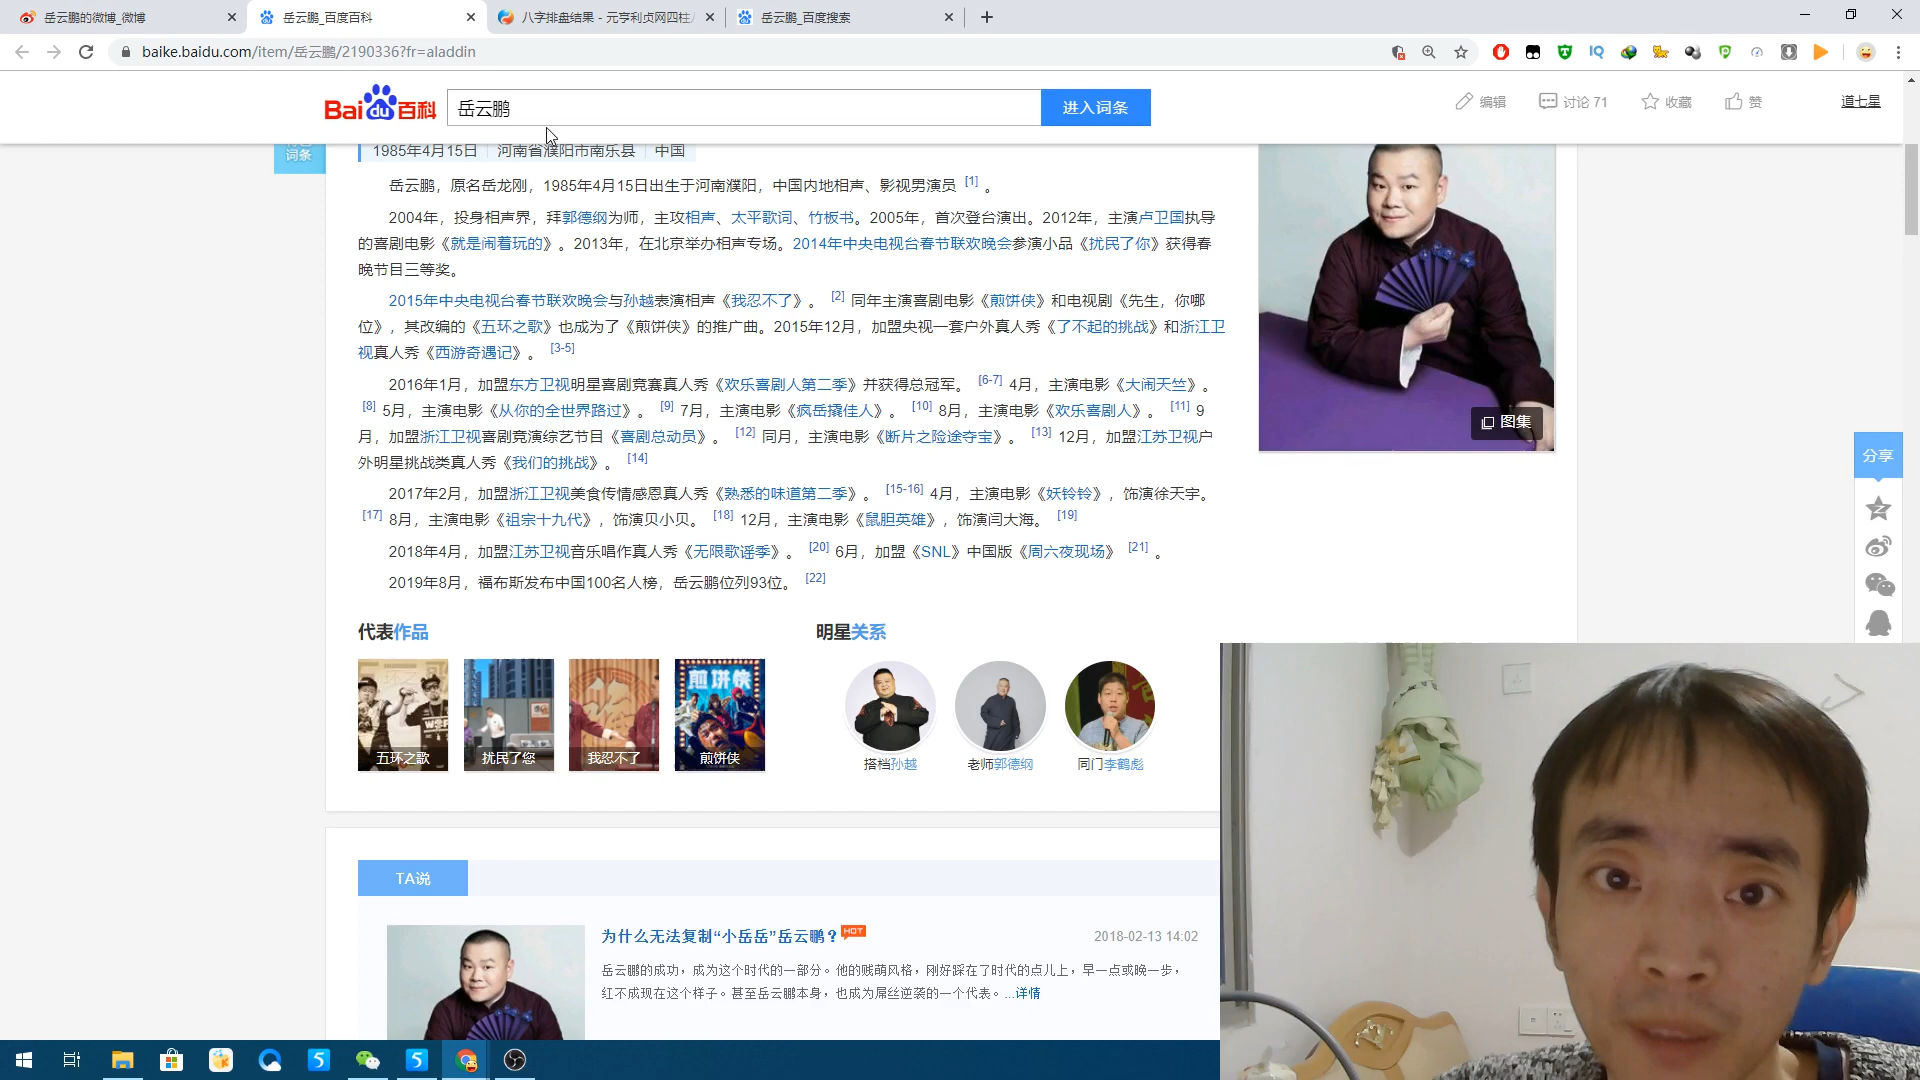 岳云鹏的微博_微博
岳云鹏_百度百科
八字排盘结果 - 元亨利贞网四柱
岳云鹏_百度搜索
baike.baidu.com/item/岳云鹏/2190336?fr=aladdin
Bai du 百科
岳云鹏
进入词条
编辑
讨论 71
收藏
赞
道七星
词条
1985年4月15日
河南省濮阳市南乐县
中国
岳云鹏，原名岳龙刚，1985年4月15日出生于河南濮阳，中国内地相声、影视男演员 [1] 。
2004年，投身相声界，拜郭德纲为师，主攻相声、太平歌词、竹板书。2005年，首次登台演出。2012年，主演卢卫国执导
的喜剧电影《就是闹着玩的》。2013年，在北京举办相声专场。2014年中央电视台春节联欢晚会参演小品《扰民了你》获得春
晚节目三等奖。
2015年中央电视台春节联欢晚会与孙越表演相声《我忍不了》。 [2] 同年主演喜剧电影《煎饼侠》和电视剧《先生，你哪
位》，其改编的《五环之歌》也成为了《煎饼侠》的推广曲。2015年12月，加盟央视一套户外真人秀《了不起的挑战》和浙江卫
视真人秀《西游奇遇记》。 [3-5]
2016年1月，加盟东方卫视明星喜剧竞赛真人秀《欢乐喜剧人第二季》并获得总冠军。 [6-7] 4月，主演电影《大闹天竺》。
[8] 5月，主演电影《从你的全世界路过》。 [9] 7月，主演电影《疯岳撬佳人》。 [10] 8月，主演电影《欢乐喜剧人》。 [11] 9
月，加盟浙江卫视喜剧竞演综艺节目《喜剧总动员》。 [12] 同月，主演电影《断片之险途夺宝》。 [13] 12月，加盟江苏卫视户
外明星挑战类真人秀《我们的挑战》。 [14]
2017年2月，加盟浙江卫视美食传情感恩真人秀《熟悉的味道第二季》。 [15-16] 4月，主演电影《妖铃铃》，饰演徐天宇。
[17] 8月，主演电影《祖宗十九代》，饰演贝小贝。 [18] 12月，主演电影《鼠胆英雄》，饰演闫大海。 [19]
2018年4月，加盟江苏卫视音乐唱作真人秀《无限歌谣季》。 [20] 6月，加盟《SNL》中国版《周六夜现场》 [21] 。
2019年8月，福布斯发布中国100名人榜，岳云鹏位列93位。 [22]
图集
分享
代表作品
明星关系
五环之歌
扰民了您
我忍不了
煎饼侠
煎饼侠
搭档孙越
老师郭德纲
同门李鹤彪
TA说
为什么无法复制“小岳岳”岳云鹏？ HOT
2018-02-13 14:02
岳云鹏的成功，成为这个时代的一部分。他的贱萌风格，刚好踩在了时代的点儿上，早一点或晚一步，
红不成现在这个样子。甚至岳云鹏本身，也成为屌丝逆袭的一个代表。...详情